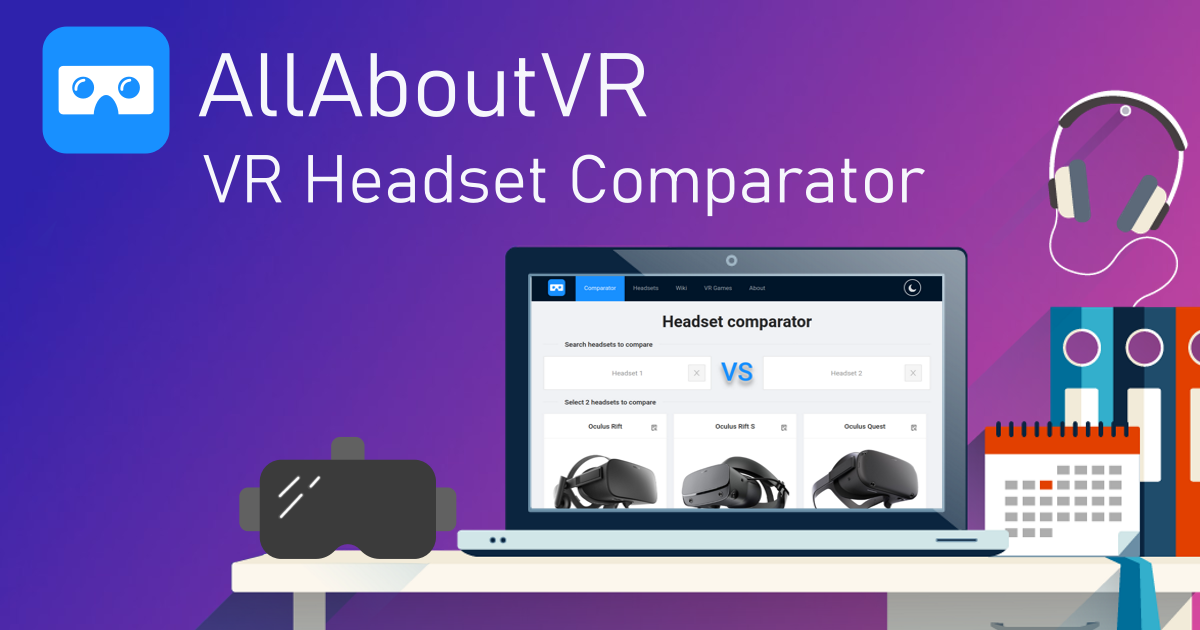 AllAboutVR
VR Headset Comparator
Comparator Headsets Wiki VR Games About
Headset comparator
Search headsets to compare
Headset 1 X VS Headset 2 X
Select 2 headsets to compare
Oculus Rift Oculus Rift S Oculus Quest